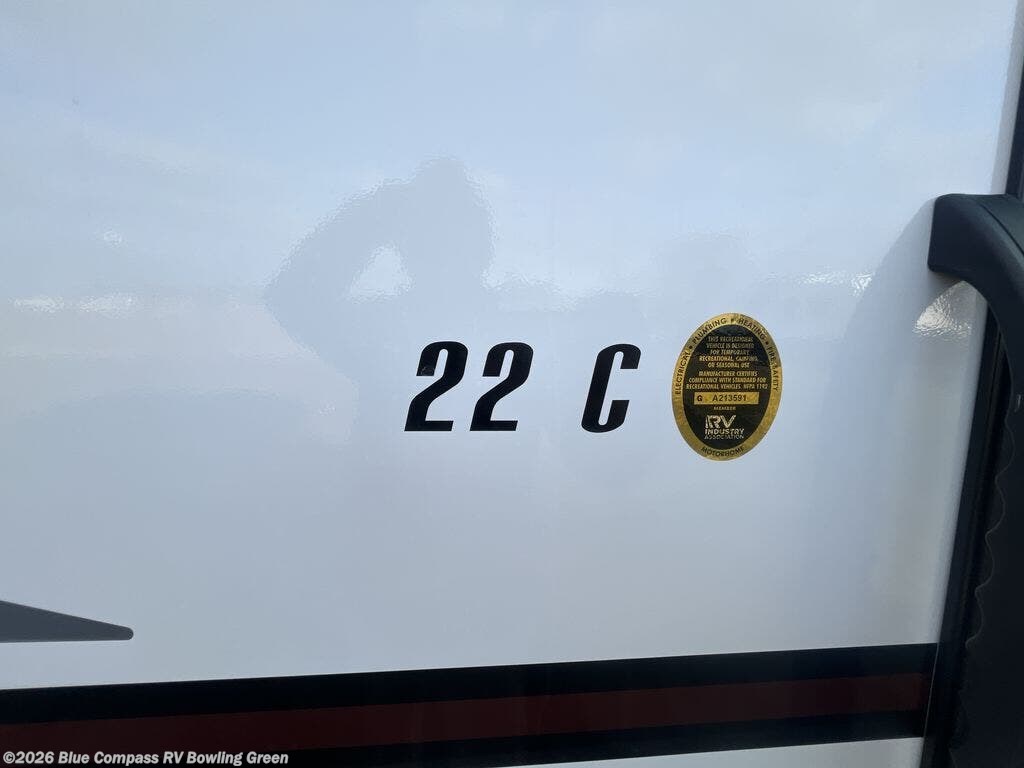 22 C
ELECTRICAL • PLUMBING • HEATING • FIRE SAFETY
THIS RECREATIONAL
VEHICLE IS DESIGNED
FOR TEMPORARY
RECREATIONAL, CAMPING,
OR SEASONAL USE
MANUFACTURER CERTIFIES
COMPLIANCE WITH STANDARD FOR
RECREATIONAL VEHICLES NFPA 1192
G A213591
MEMBER
RV
INDUSTRY
ASSOCIATION
MOTORHOME
©2026 Blue Compass RV Bowling Green